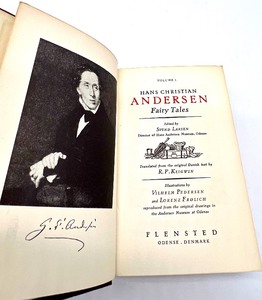 VOLUME I
HANS CHRISTIAN
ANDERSEN
Fairy Tales
Edited by
SVEND LARSEN
Director of Hans Andersen Museum, Odense
Translated from the original Danish text by
R. P. KEIGWIN
Illustrations by
VILHELM PEDERSEN
and LORENZ FRØLICH
reproduced from the original drawings in
the Andersen Museum at Odense
FLENSTED
ODENSE, DENMARK